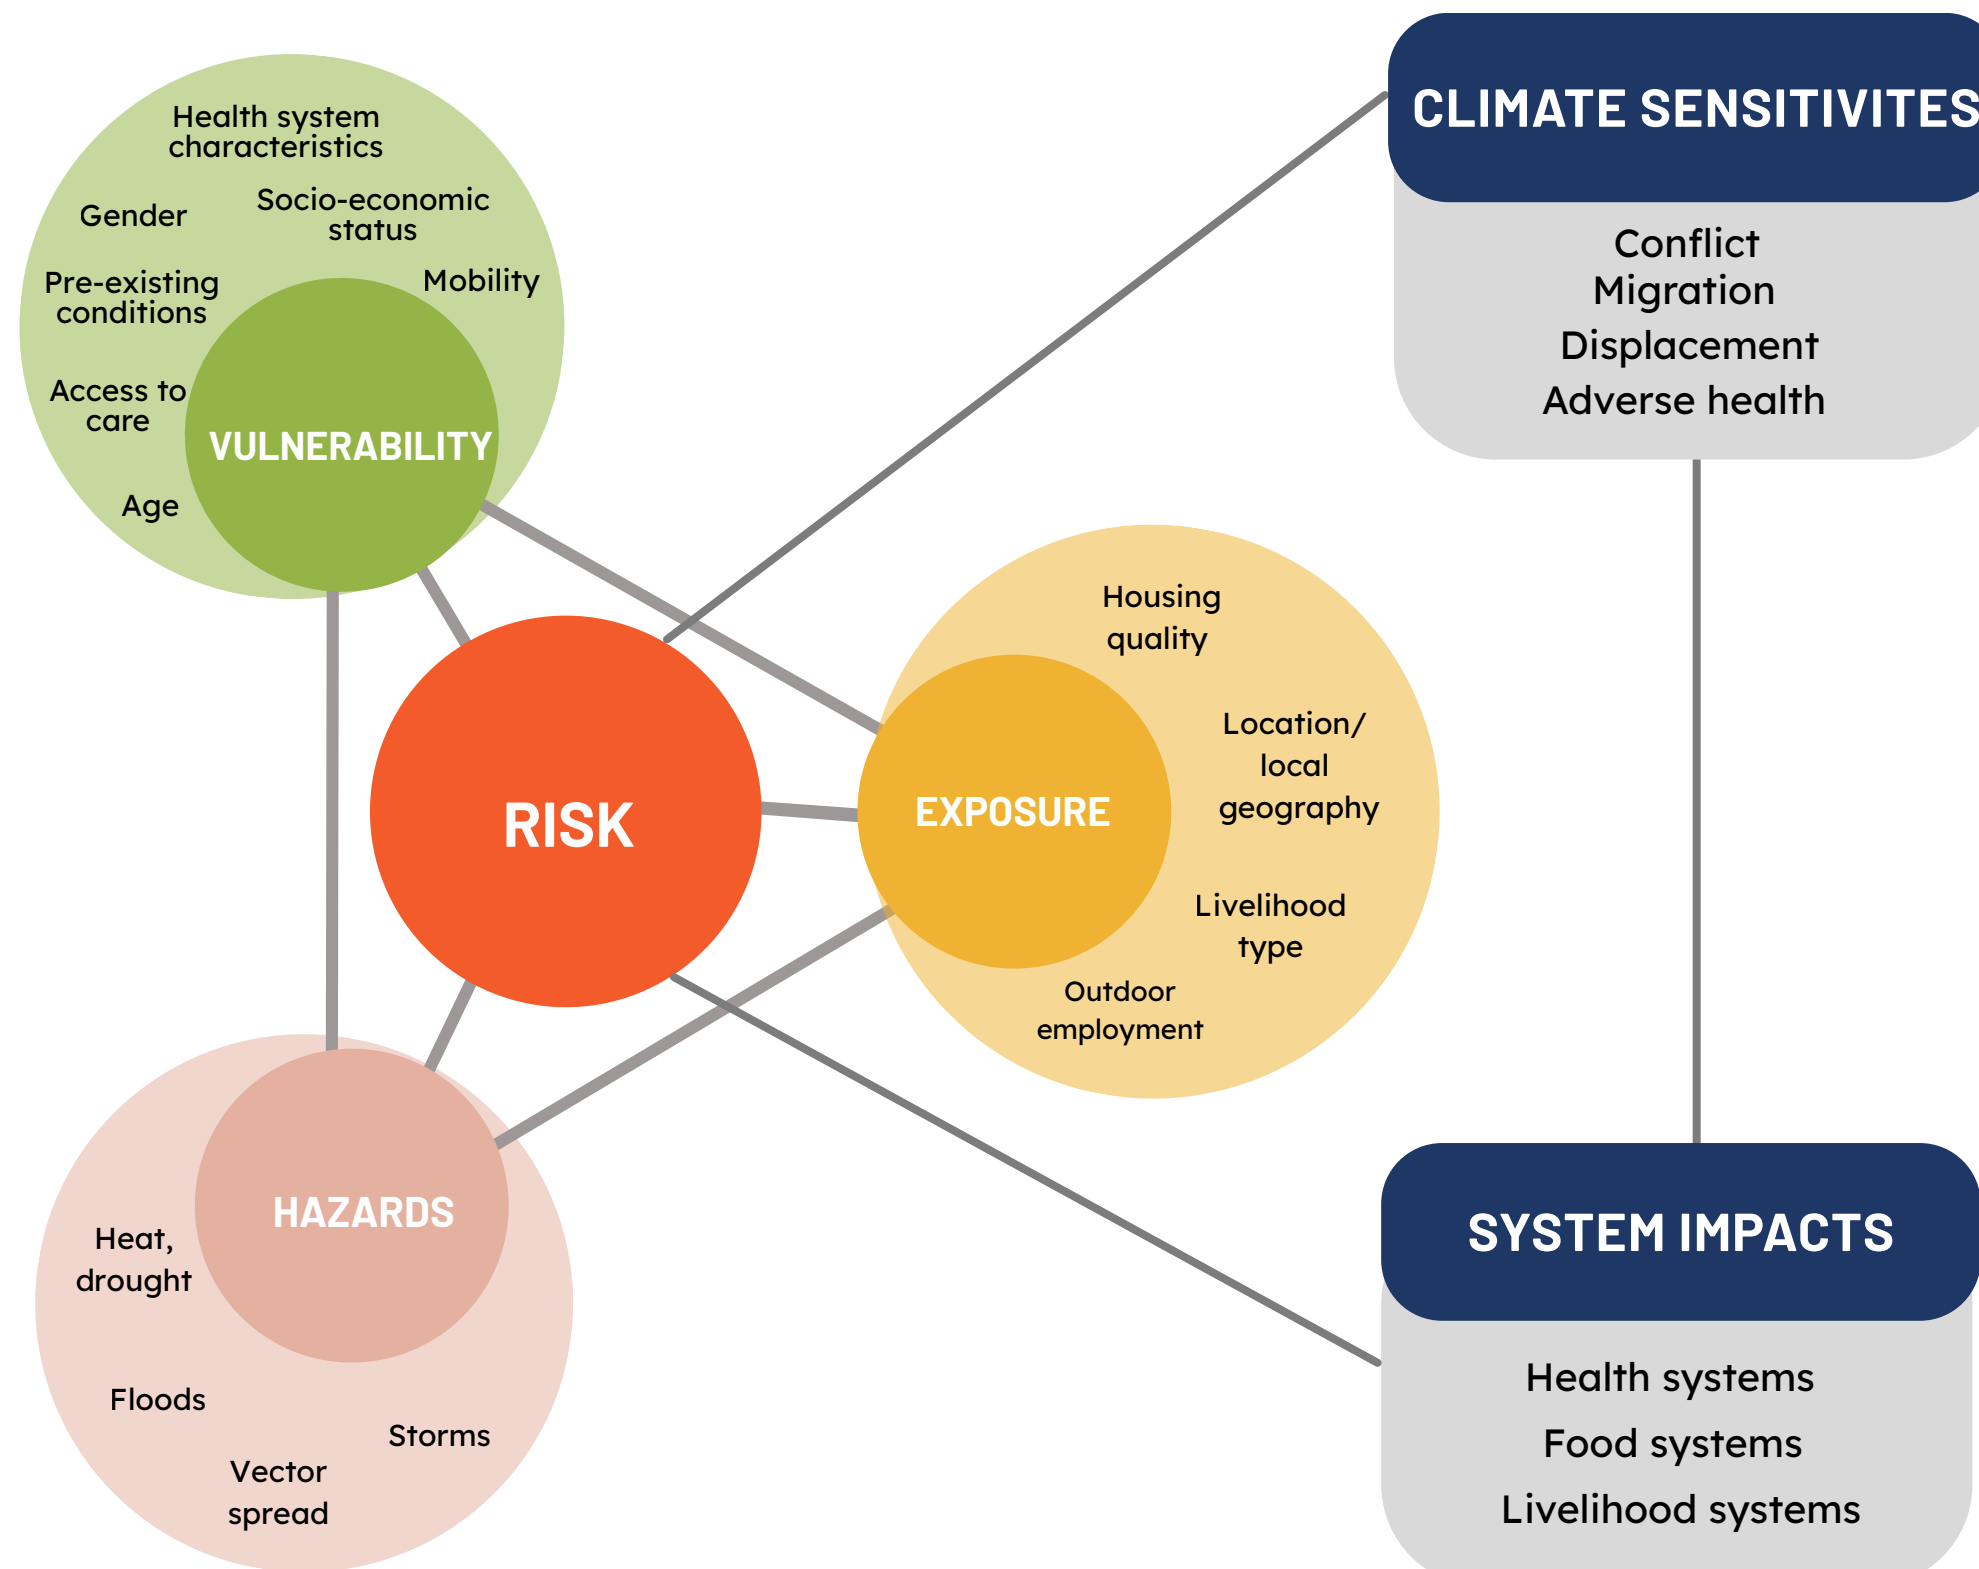 Health system
characteristics
Gender
Socio-economic
status
Pre-existing
conditions
Mobility
Access to
care
VULNERABILITY
Age
RISK
EXPOSURE
Housing
quality
Location/
local
geography
Livelihood
type
Outdoor
employment
HAZARDS
Heat,
drought
Floods
Storms
Vector
spread
CLIMATE SENSITIVITES
Conflict
Migration
Displacement
Adverse health
SYSTEM IMPACTS
Health systems
Food systems
Livelihood systems